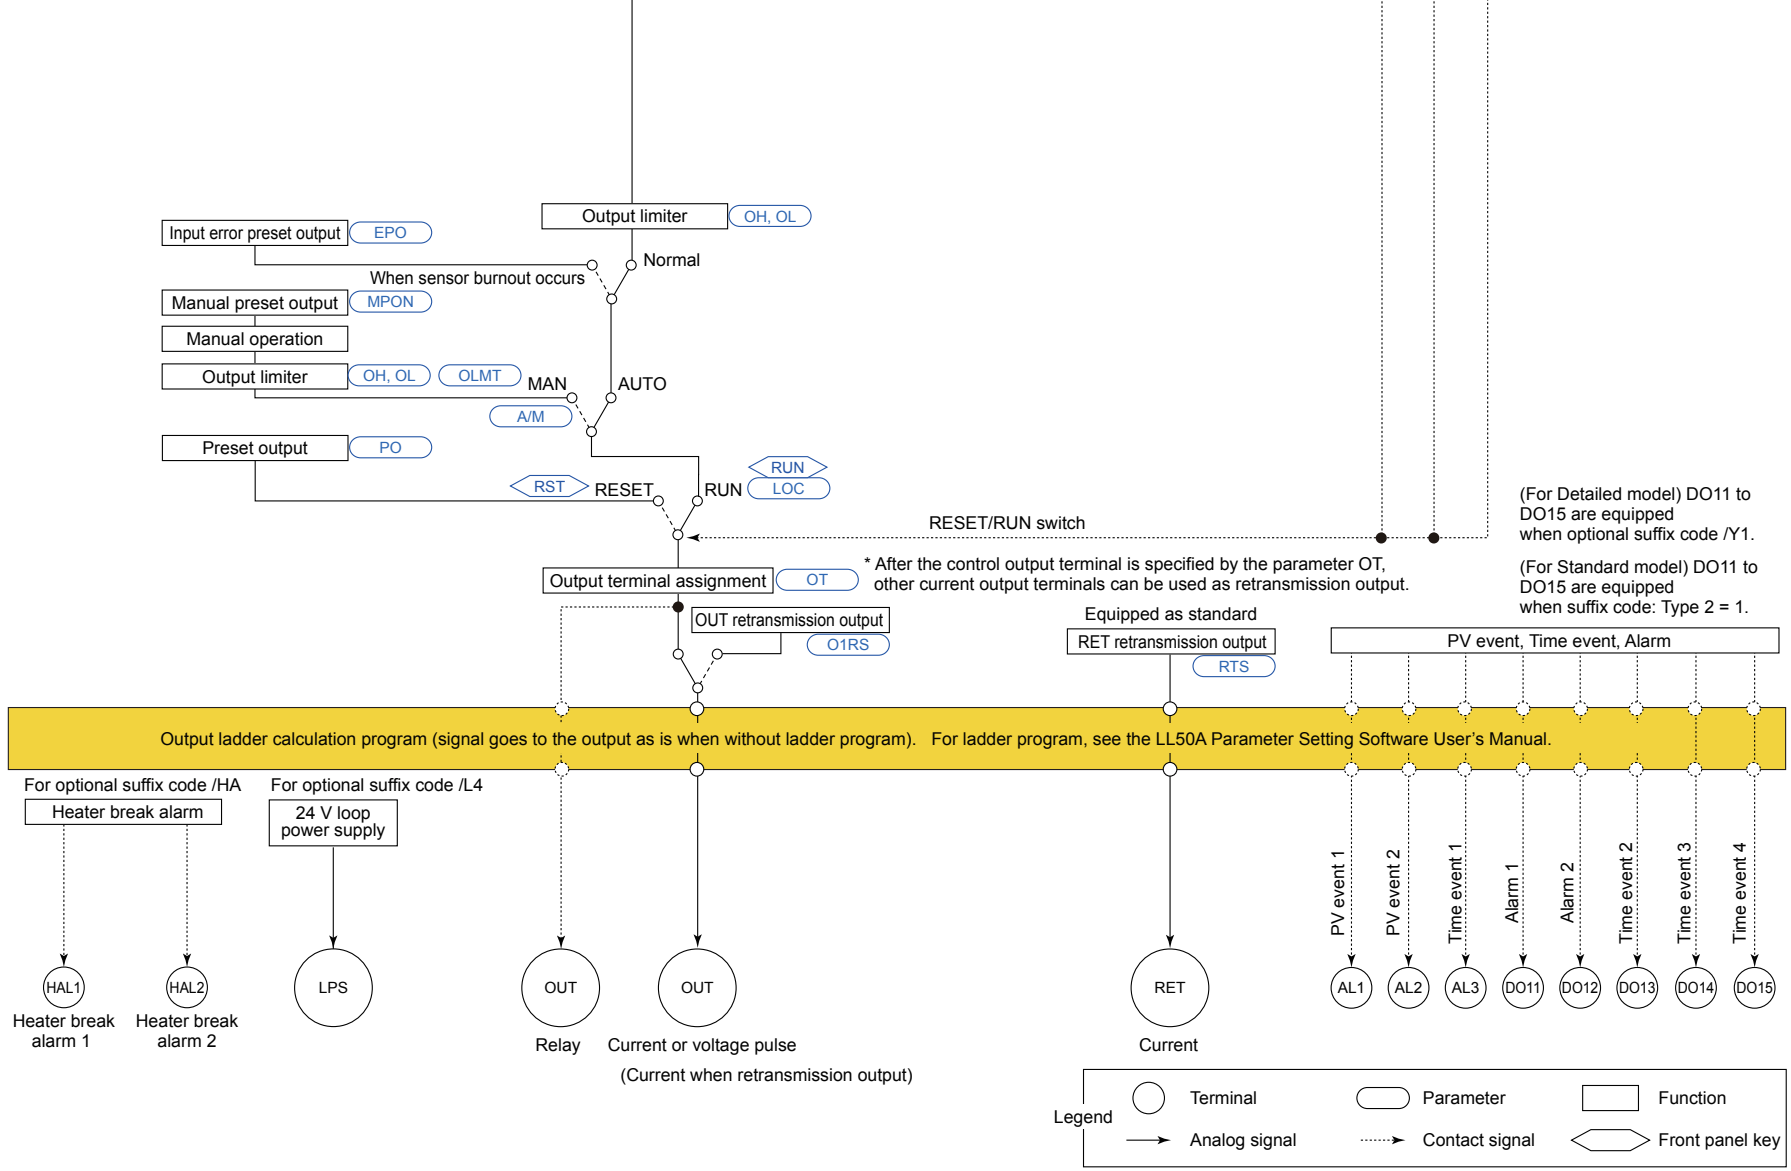 Output limiter
OH, OL
Input error preset output
EPO
Normal
When sensor burnout occurs
Manual preset output
MPON
Manual operation
Output limiter
OH, OL
OLMT
MAN
AUTO
A/M
Preset output
PO
RUN
RST
RESET
RUN
LOC
RESET/RUN switch
(For Detailed model) DO11 to
DO15 are equipped
when optional suffix code /Y1.
Output terminal assignment
OT
* After the control output terminal is specified by the parameter OT,
other current output terminals can be used as retransmission output.
(For Standard model) DO11 to
DO15 are equipped
when suffix code: Type 2 = 1.
OUT retransmission output
O1RS
Equipped as standard
RET retransmission output
RTS
PV event, Time event, Alarm
Output ladder calculation program (signal goes to the output as is when without ladder program). For ladder program, see the LL50A Parameter Setting Software User's Manual.
For optional suffix code /HA
Heater break alarm
For optional suffix code /L4
24 V loop
power supply
PV event 1
PV event 2
Time event 1
Alarm 1
Alarm 2
Time event 2
Time event 3
Time event 4
HAL1
HAL2
LPS
OUT
OUT
RET
AL1
AL2
AL3
DO11
DO12
DO13
DO14
DO15
Heater break
alarm 1
Heater break
alarm 2
Relay
Current or voltage pulse
(Current when retransmission output)
Current
Legend
Terminal
Parameter
Function
Analog signal
Contact signal
Front panel key